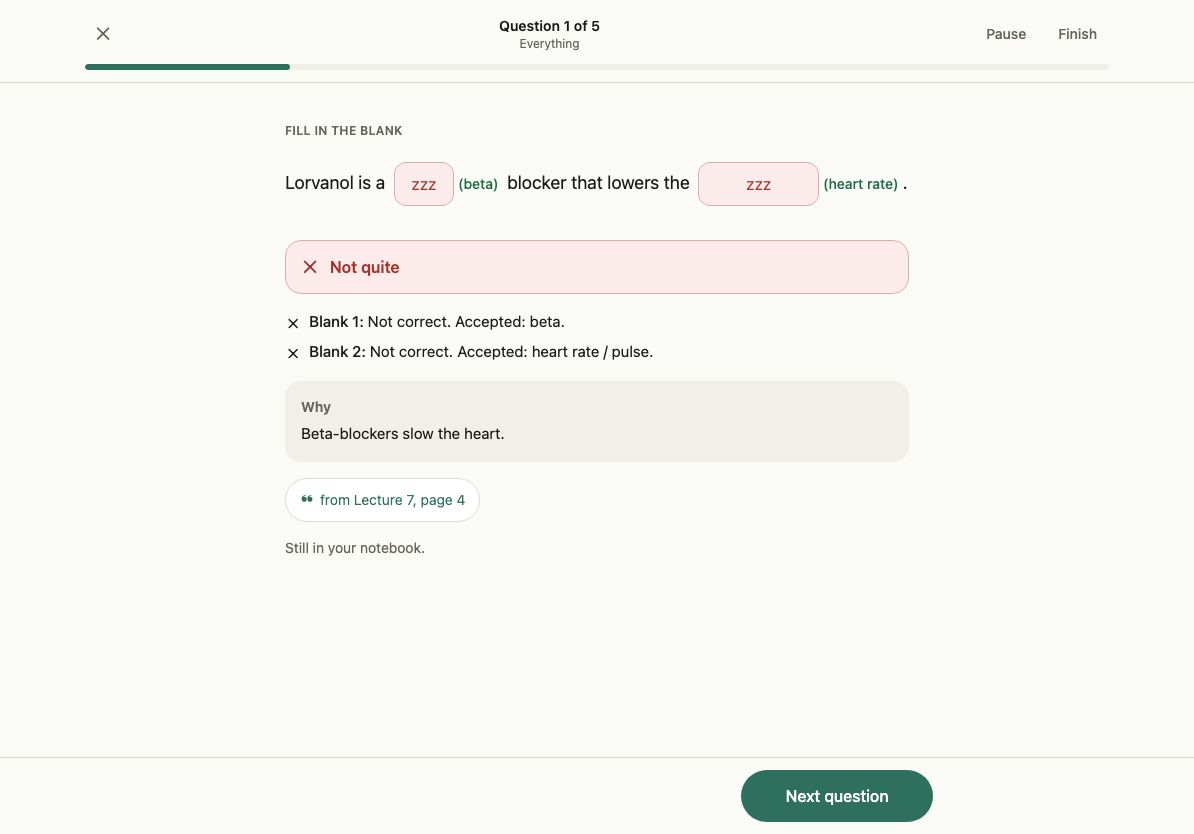 Question 1 of 5
Everything
Pause
Finish
FILL IN THE BLANK
Lorvanol is a zzz (beta) blocker that lowers the zzz (heart rate) .
Not quite
Blank 1: Not correct. Accepted: beta.
Blank 2: Not correct. Accepted: heart rate / pulse.
Why
Beta-blockers slow the heart.
❝ from Lecture 7, page 4
Still in your notebook.
Next question